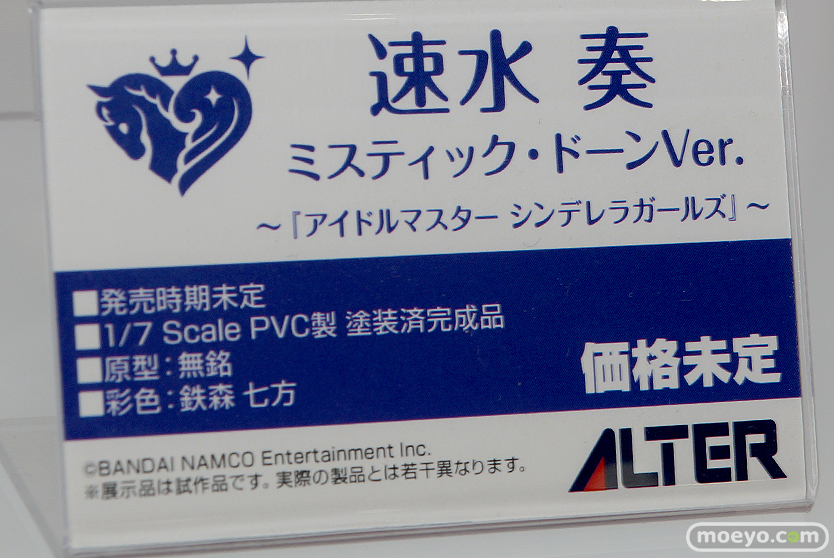 速水 奏
ミスティック・ドーンVer.
～『アイドルマスター シンデレラガールズ』～
■発売時期未定
■1/7 Scale PVC製 塗装済完成品
■原型：無銘
■彩色：鉄森 七方
価格未定
©BANDAI NAMCO Entertainment Inc.
※展示品は試作品です。実際の製品とは若干異なります。
ALTER
moeyo.com